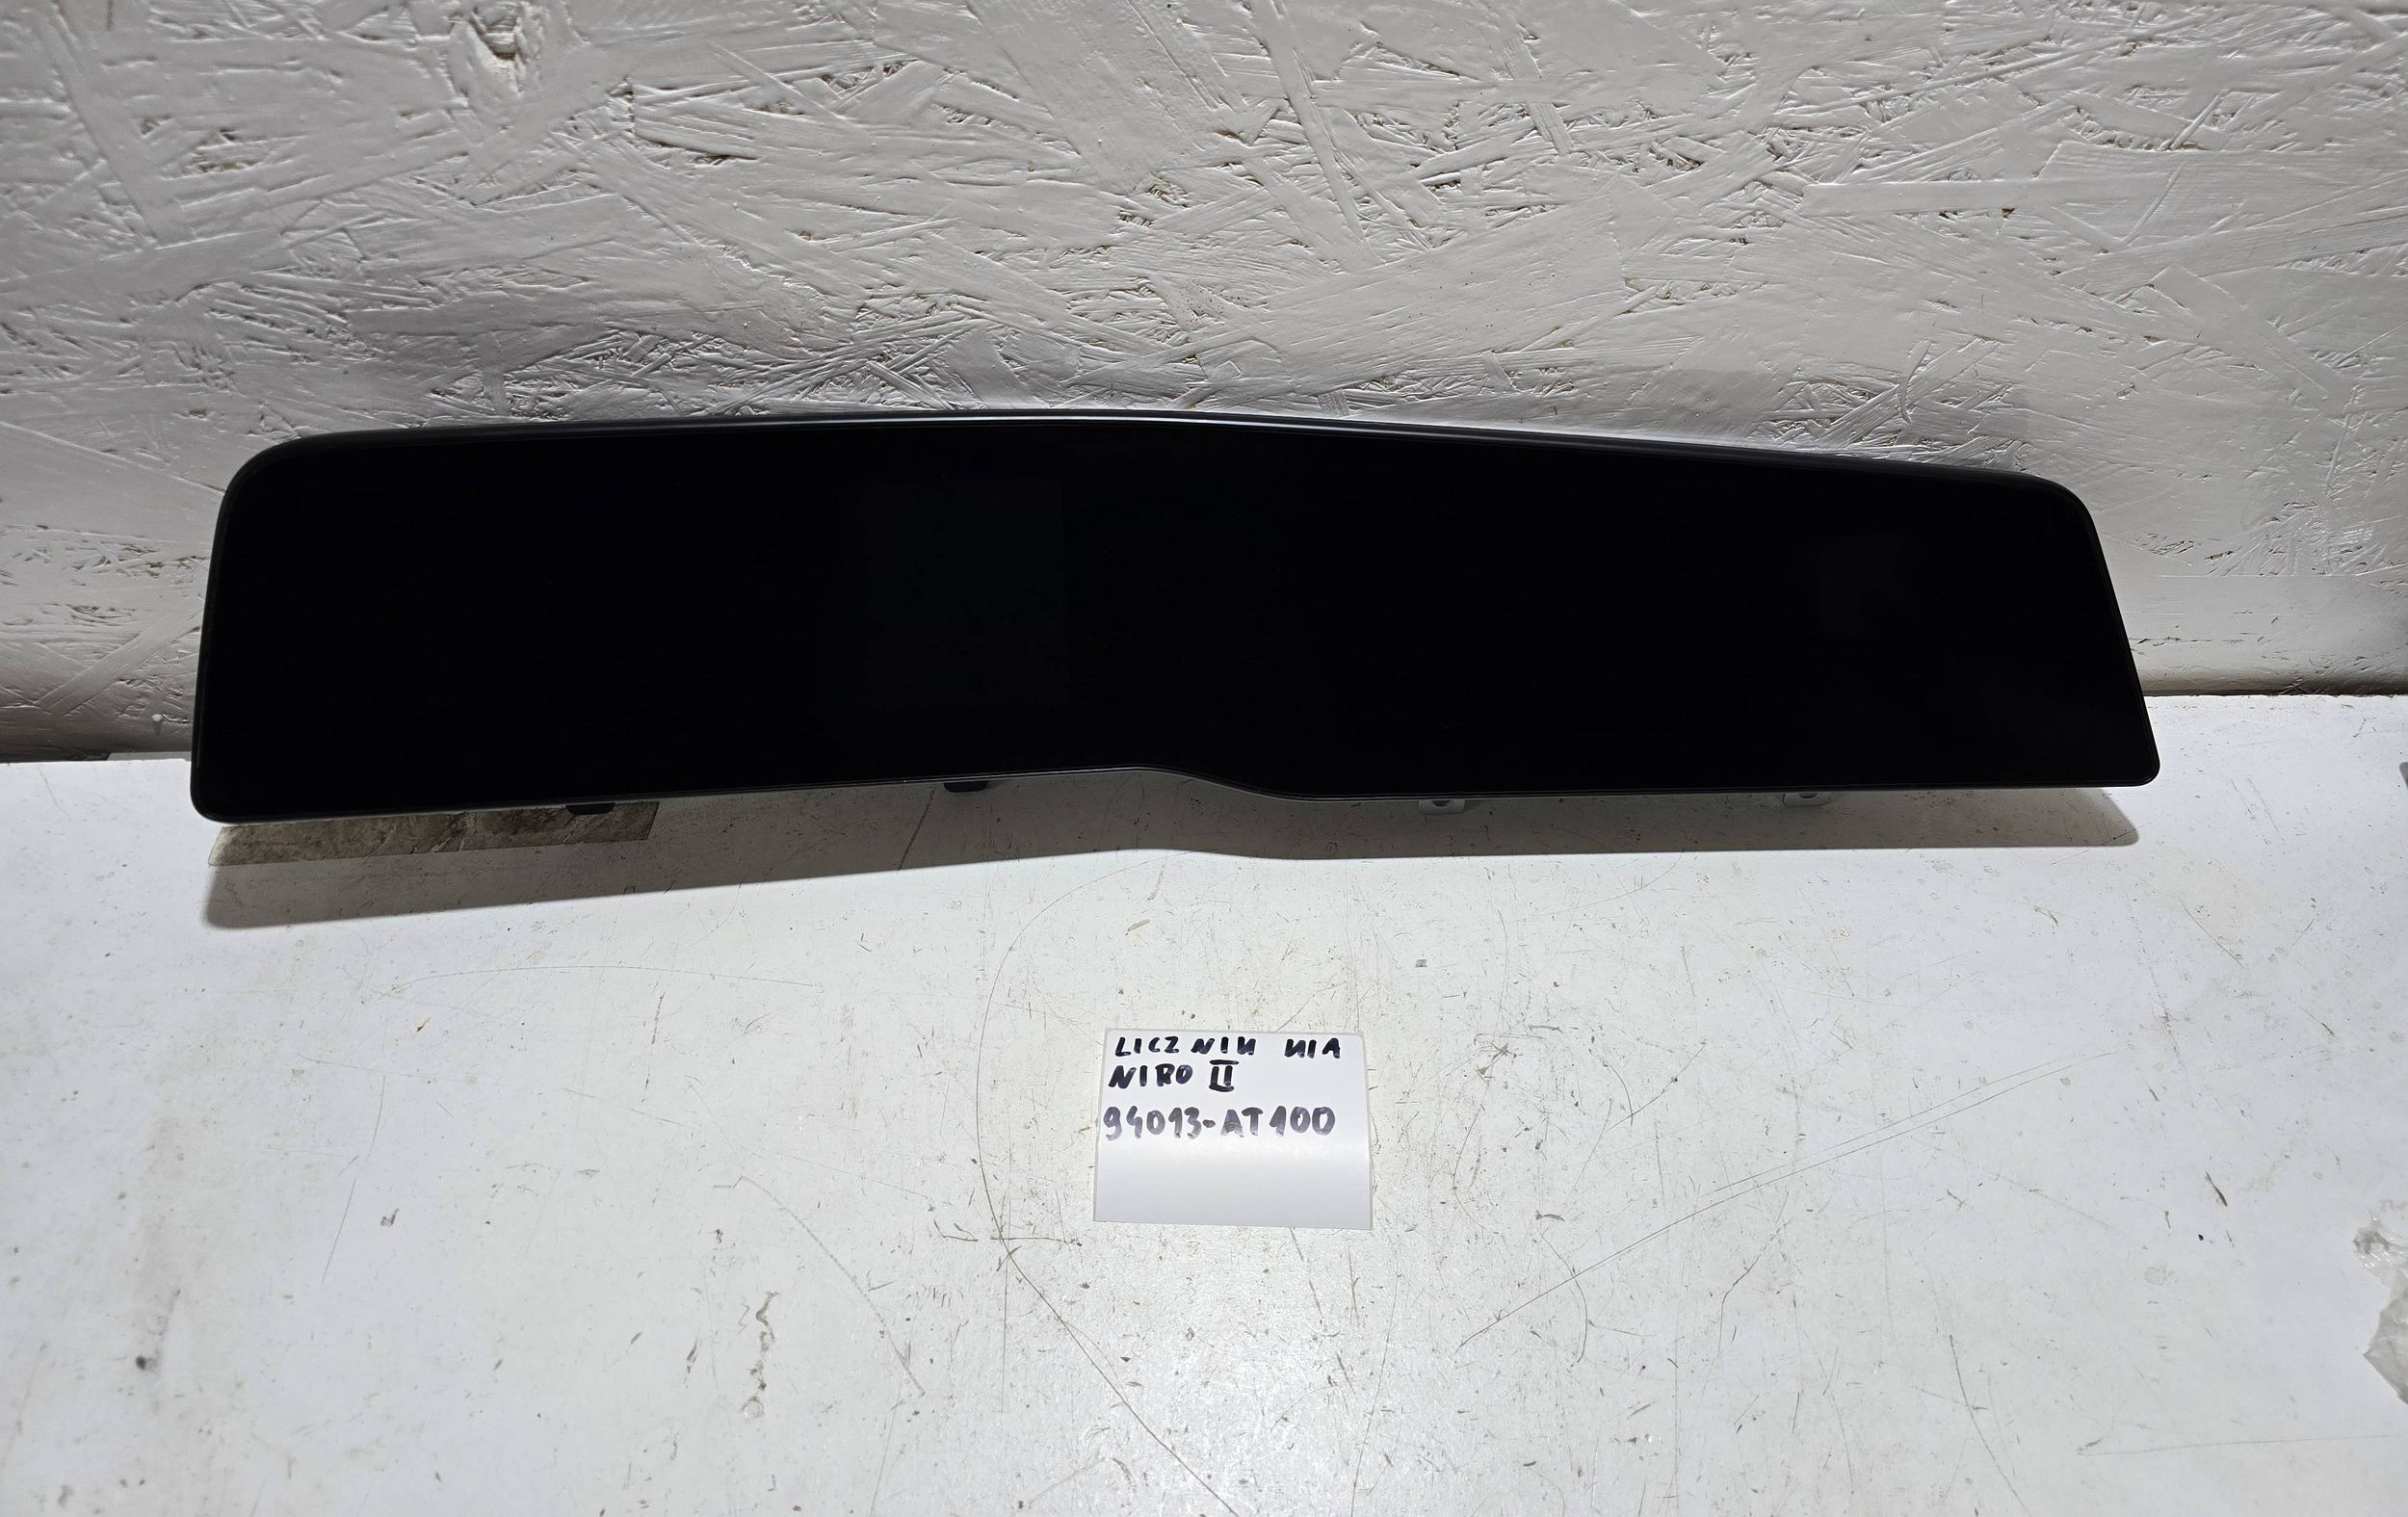 LICZNIK KIA
NIRO II
94013-AT100